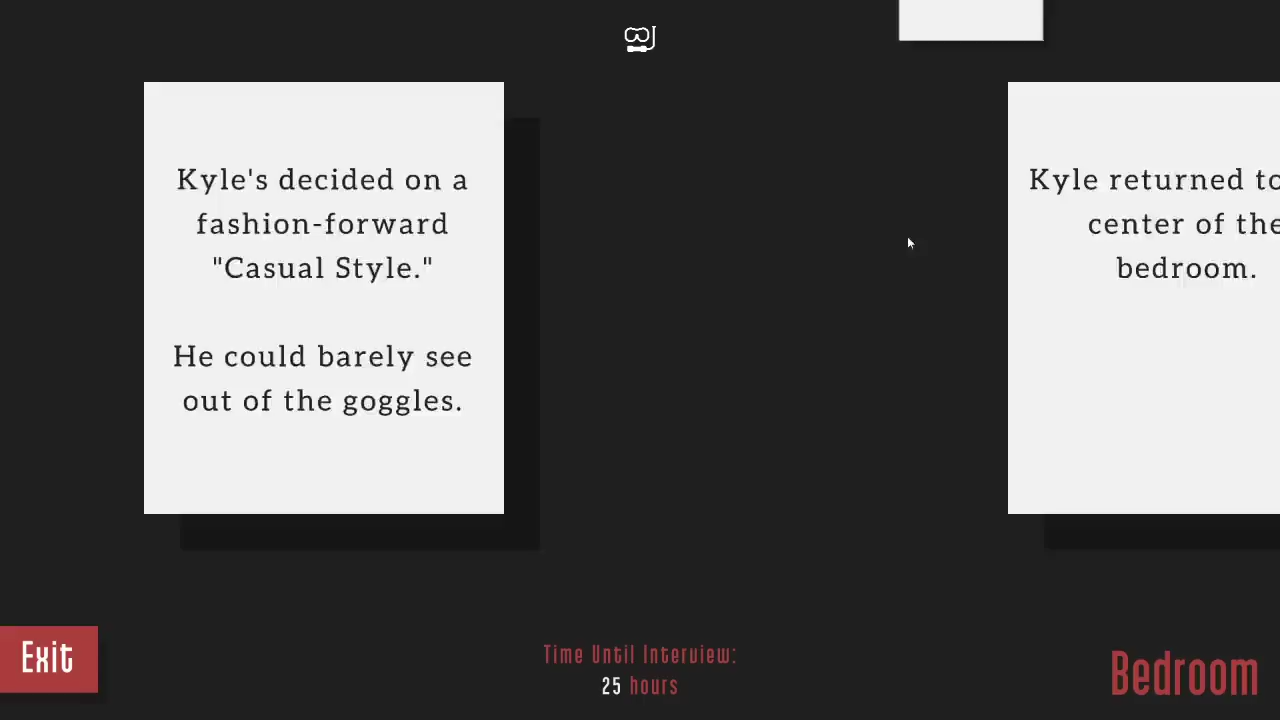 Kyle's decided on a
fashion-forward
"Casual Style."
He could barely see
out of the goggles.
Kyle returned to
center of the
bedroom.
Exit
Time Until Interview:
25 hours
Bedroom